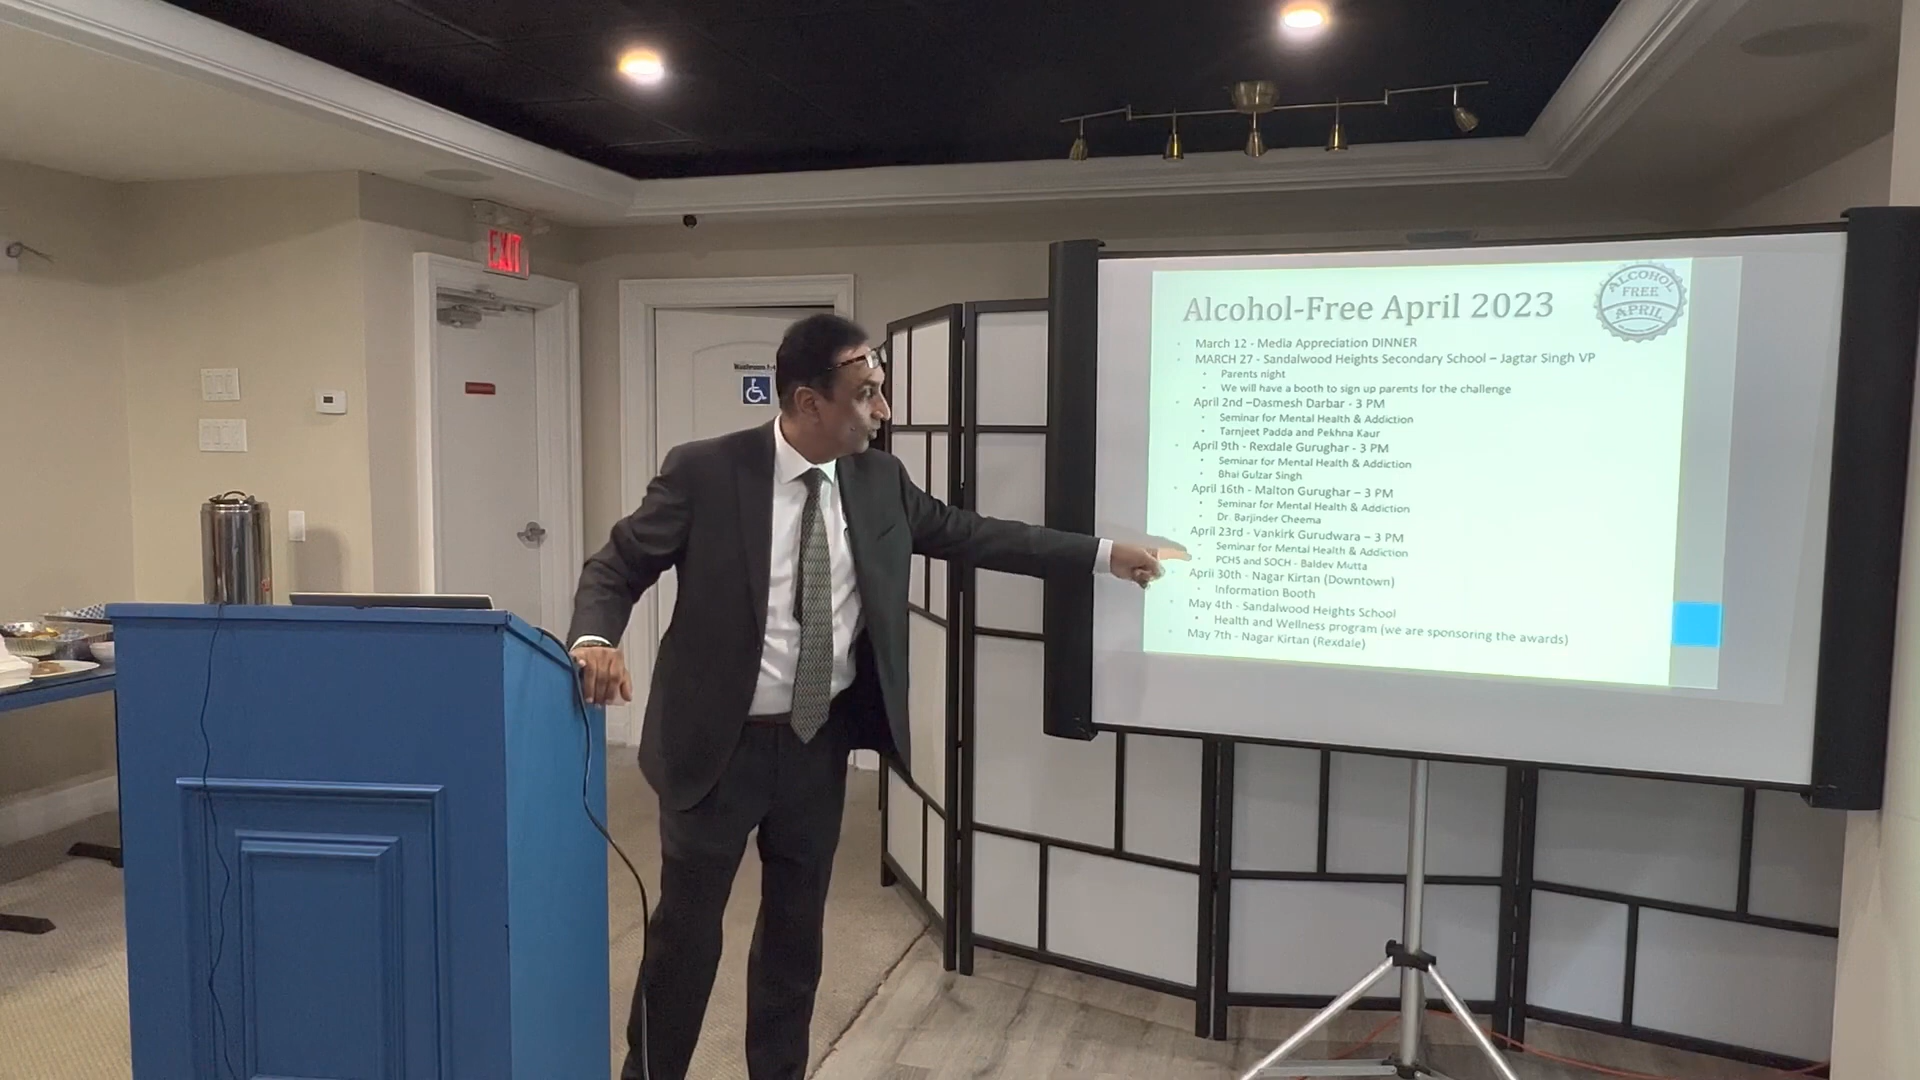 EXIT
Washroom
Alcohol-Free April 2023
ALCOHOL
FREE
APRIL
March 12 - Media Appreciation DINNER
MARCH 27 - Sandalwood Heights Secondary School – Jagtar Singh VP
Parents night
We will have a booth to sign up parents for the challenge
April 2nd –Dasmesh Darbar - 3 PM
Seminar for Mental Health & Addiction
Tarnjeet Padda and Pekhna Kaur
April 9th - Rexdale Gurughar - 3 PM
Seminar for Mental Health & Addiction
Bhai Gulzar Singh
April 16th - Malton Gurughar – 3 PM
Seminar for Mental Health & Addiction
Dr. Barjinder Cheema
April 23rd - Vankirk Gurudwara – 3 PM
Seminar for Mental Health & Addiction
PCHS and SOCH - Baldev Mutta
April 30th - Nagar Kirtan (Downtown)
Information Booth
May 4th - Sandalwood Heights School
Health and Wellness program (we are sponsoring the awards)
May 7th - Nagar Kirtan (Rexdale)